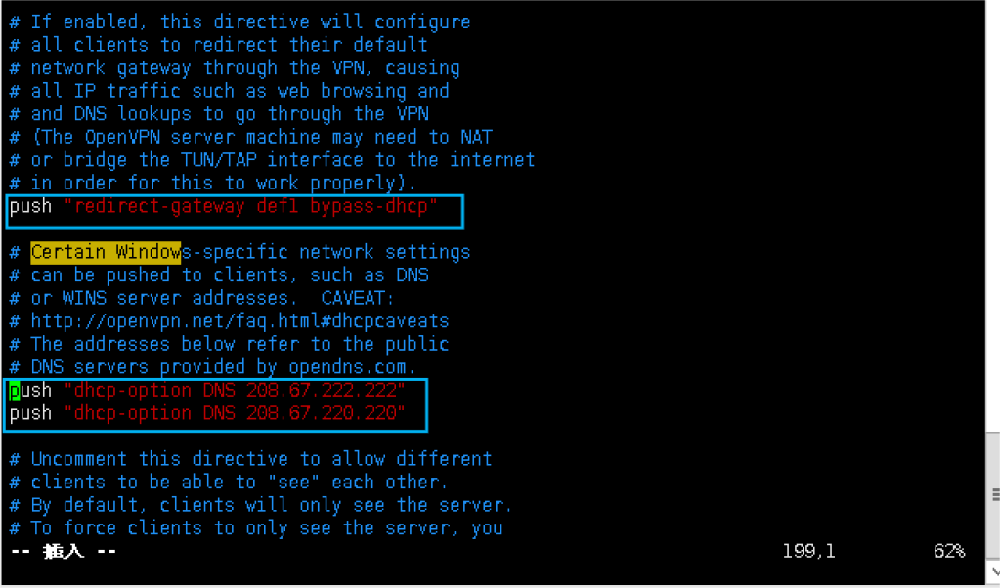 # If enabled, this directive will configure
# all clients to redirect their default
# network gateway through the VPN, causing
# all IP traffic such as web browsing and
# and DNS lookups to go through the VPN
# (The OpenVPN server machine may need to NAT
# or bridge the TUN/TAP interface to the internet
# in order for this to work properly).
push "redirect-gateway def1 bypass-dhcp"
# Certain Windows-specific network settings
# can be pushed to clients, such as DNS
# or WINS server addresses.  CAVEAT:
# http://openvpn.net/faq.html#dhcpcaveats
# The addresses below refer to the public
# DNS servers provided by opendns.com.
push "dhcp-option DNS 208.67.222.222"
push "dhcp-option DNS 208.67.220.220"
# Uncomment this directive to allow different
# clients to be able to "see" each other.
# By default, clients will only see the server.
# To force clients to only see the server, you
-- 插入 -- 199,1 62%